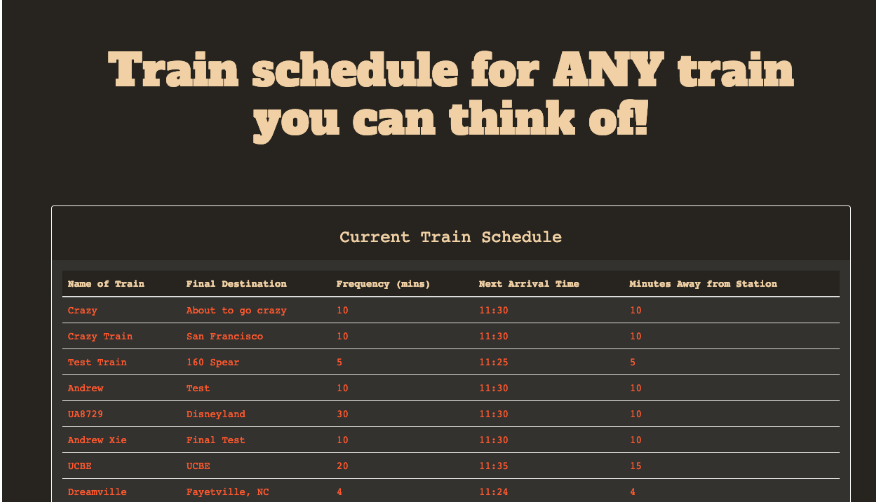 Train schedule for ANY train
you can think of!
Current Train Schedule
Name of Train Final Destination Frequency (mins) Next Arrival Time Minutes Away from Station
Crazy About to go crazy 10 11:30 10
Crazy Train San Francisco 10 11:30 10
Test Train 160 Spear 5 11:25 5
Andrew Test 10 11:30 10
UA8729 Disneyland 30 11:30 10
Andrew Xie Final Test 10 11:30 10
UCBE UCBE 20 11:35 15
Dreamville Fayetville, NC 4 11:24 4